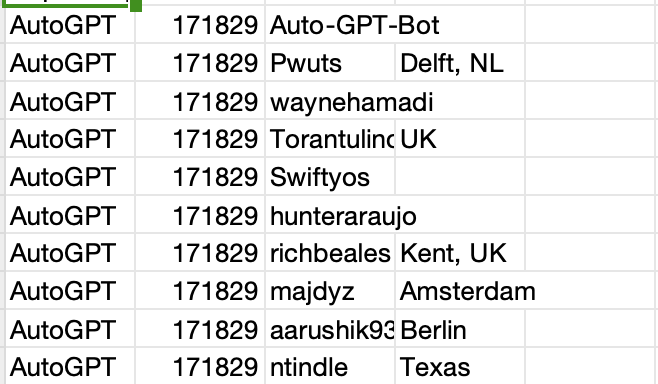 AutoGPT 171829 Auto-GPT-Bot
AutoGPT 171829 Pwuts Delft, NL
AutoGPT 171829 waynehamadi
AutoGPT 171829 UK
AutoGPT 171829 Swiftyos
AutoGPT 171829 hunteraraujo
AutoGPT 171829 richbeales Kent, UK
AutoGPT 171829 majdyz Amsterdam
AutoGPT 171829 aarushik93 Berlin
AutoGPT 171829 ntindle Texas